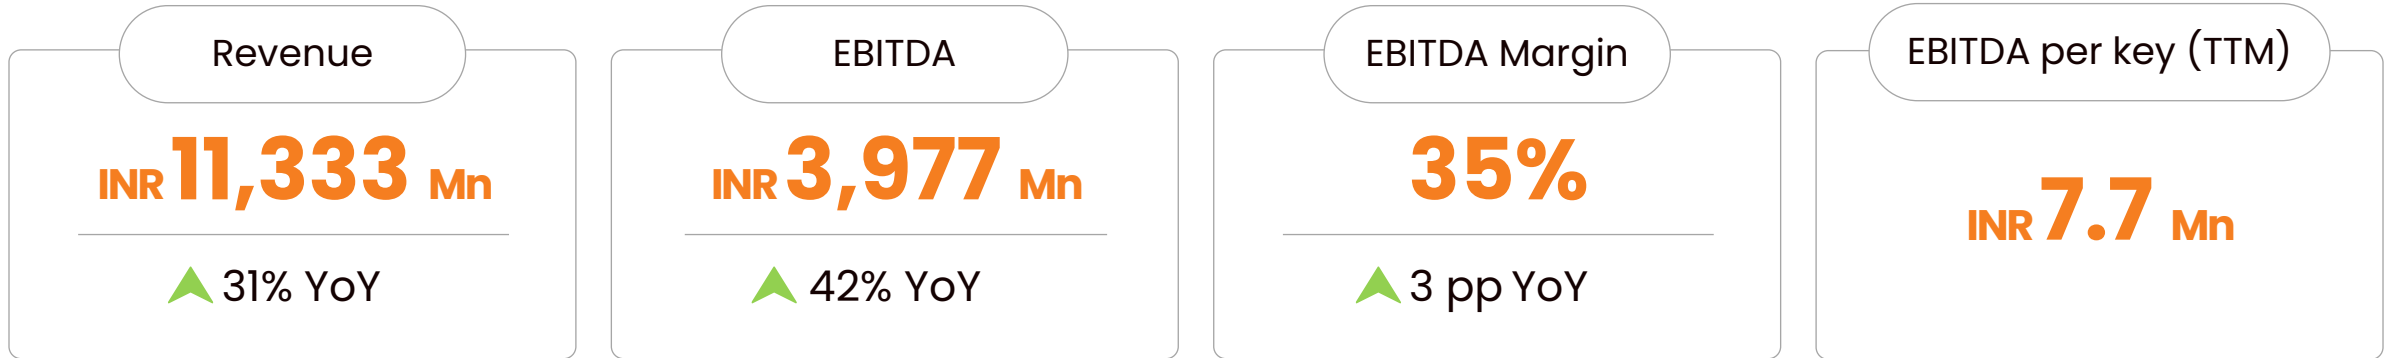 Revenue
INR 11,333 Mn
31% YoY
EBITDA
INR 3,977 Mn
42% YoY
EBITDA Margin
35%
3 pp YoY
EBITDA per key (TTM)
INR 7.7 Mn